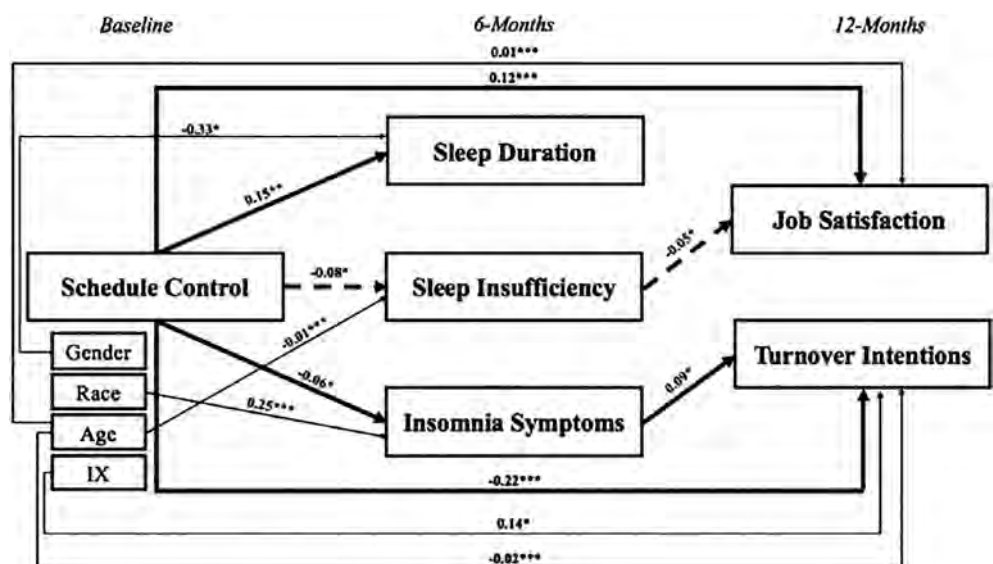 Baseline 6-Months 12-Months
0.01***
0.12***
-0.33*
Sleep Duration
0.15**
Job Satisfaction
-0.05*
Schedule Control
-0.08*
Sleep Insufficiency
-0.01***
Gender
Turnover Intentions
Race
-0.06*
0.09*
0.25***
Age
Insomnia Symptoms
IX
-0.22***
0.14*
-0.02***